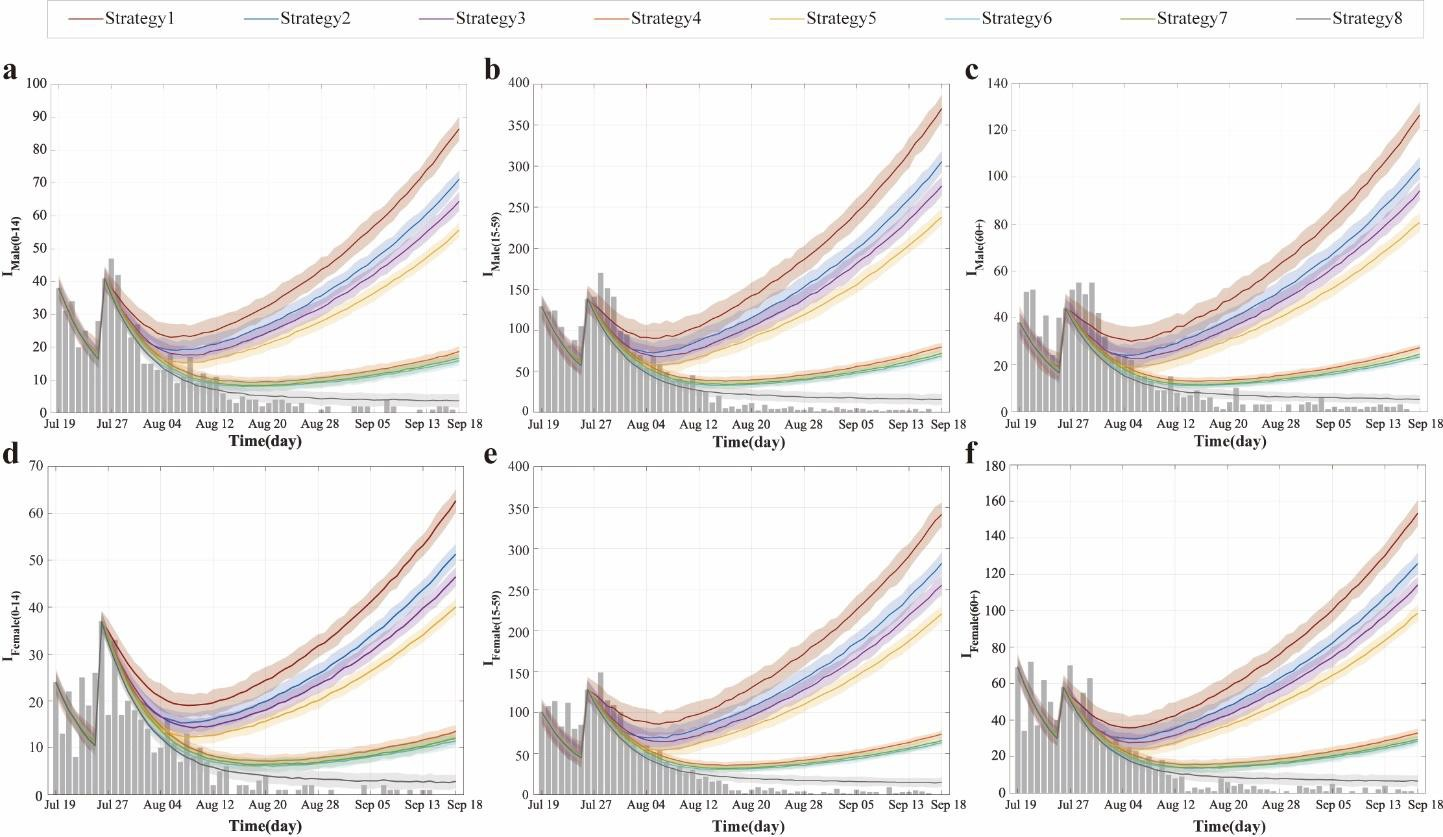 Strategy1 Strategy2 Strategy3 Strategy4 Strategy5 Strategy6 Strategy7 Strategy8
a
100
90
80
70
60
50
40
30
20
10
0
I Male(0-14)
Jul 19 Jul 27 Aug 04 Aug 12 Aug 20 Aug 28 Sep 05 Sep 13 Sep 18
Time(day)
b
400
350
300
250
200
150
100
50
0
I Male(15-59)
Jul 19 Jul 27 Aug 04 Aug 12 Aug 20 Aug 28 Sep 05 Sep 13 Sep 18
Time(day)
c
140
120
100
80
60
40
20
0
I Male(60+)
Jul 19 Jul 27 Aug 04 Aug 12 Aug 20 Aug 28 Sep 05 Sep 13 Sep 18
Time(day)
d
70
60
50
40
30
20
10
0
I Female(0-14)
Jul 19 Jul 27 Aug 04 Aug 12 Aug 20 Aug 28 Sep 05 Sep 13 Sep 18
Time(day)
e
400
350
300
250
200
150
100
50
0
I Female(15-59)
Jul 19 Jul 27 Aug 04 Aug 12 Aug 20 Aug 28 Sep 05 Sep 13 Sep 18
Time(day)
f
180
160
140
120
100
80
60
40
20
0
I Female(60+)
Jul 19 Jul 27 Aug 04 Aug 12 Aug 20 Aug 28 Sep 05 Sep 13 Sep 18
Time(day)